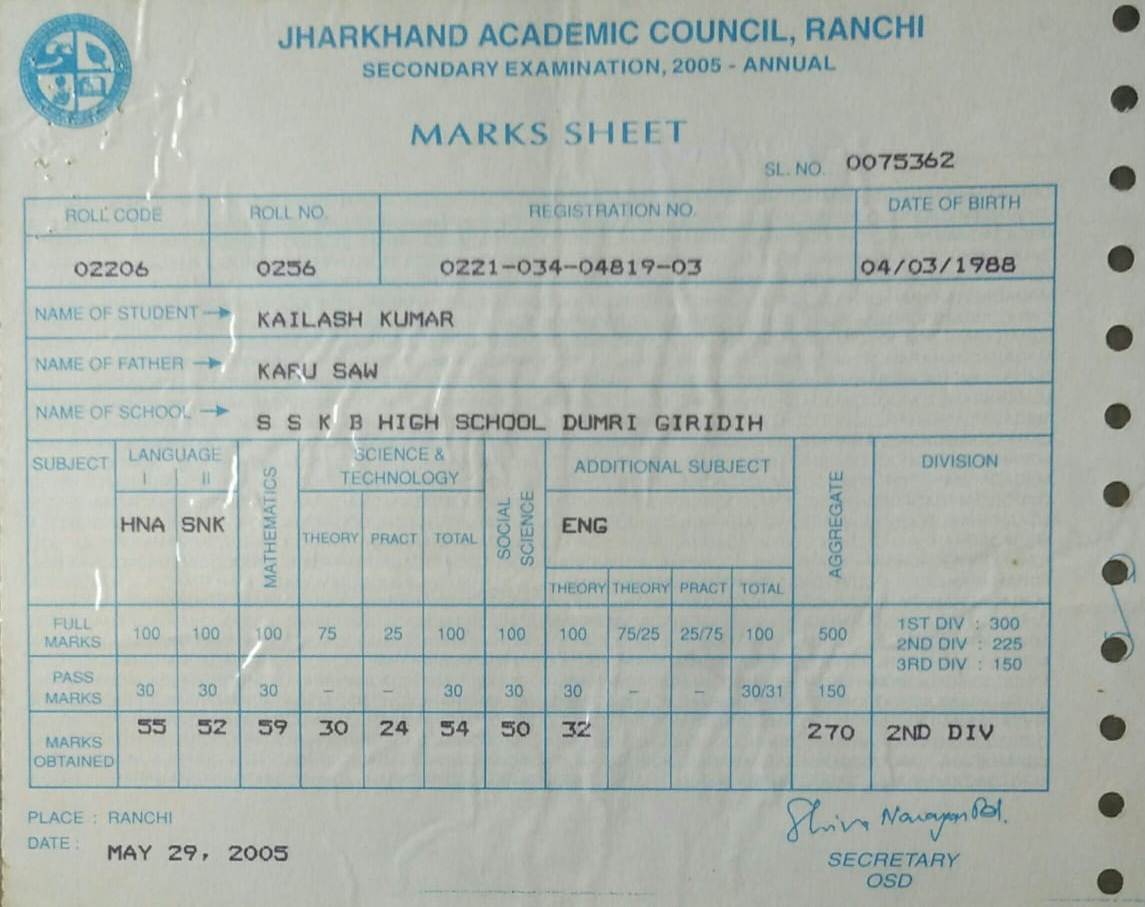 JHARKHAND ACADEMIC COUNCIL, RANCHI
SECONDARY EXAMINATION, 2005 - ANNUAL
MARKS SHEET
SL. NO. 0075362
ROLL CODE ROLL NO. REGISTRATION NO. DATE OF BIRTH
02206 0256 0221-034-04819-03 04/03/1988
NAME OF STUDENT → KAILASH KUMAR
NAME OF FATHER → KARU SAW
NAME OF SCHOOL → S S K B HIGH SCHOOL DUMRI GIRIDIH
SUBJECT LANGUAGE MATHEMATICS SCIENCE & SOCIAL ADDITIONAL SUBJECT AGGREGATE DIVISION
I II TECHNOLOGY SCIENCE
HNA SNK THEORY PRACT TOTAL ENG
THEORY THEORY PRACT TOTAL
FULL MARKS 100 100 100 75 25 100 100 100 75/25 25/75 100 500 1ST DIV : 300
2ND DIV : 225
3RD DIV : 150
PASS MARKS 30 30 30 – – 30 30 30 – – 30/31 150
MARKS OBTAINED 55 52 59 30 24 54 50 32 270 2ND DIV
PLACE : RANCHI
DATE : MAY 29, 2005
Shiva Narayan
SECRETARY
OSD